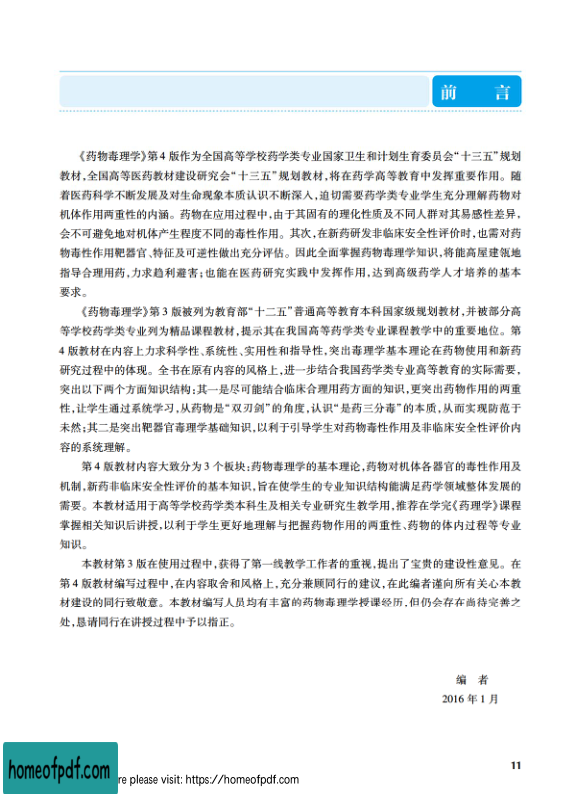 前 言
《药物毒理学》第 4 版作为全国高等学校药学类专业国家卫生和计划生育委员会“十三五”规划
教材,全国高等医药教材建设研究会“十三五”规划教材,将在药学高等教育中发挥重要作用。随
着医药科学不断发展及对生命现象本质认识不断深入,迫切需要药学类专业学生充分理解药物对
机体作用两重性的内涵。药物在应用过程中,由于其固有的理化性质及不同人群对其易感性差异,
会不可避免地对机体产生程度不同的毒性作用。其次,在新药研发非临床安全性评价时,也需对药
物毒性作用靶器官、特征及可逆性做出充分评估。因此全面掌握药物毒理学知识,将能高屋建瓴地
指导合理用药,力求趋利避害;也能在医药研究实践中发挥作用,达到高级药学人才培养的基本
要求。
《药物毒理学》第 3 版被列为教育部“十二五”普通高等教育本科国家级规划教材,并被部分高
等学校药学类专业列为精品课程教材,提示其在我国高等药学类专业课程教学中的重要地位。第
4 版教材在内容上力求科学性、系统性、实用性和指导性,突出毒理学基本理论在药物使用和新药
研究过程中的体现。全书在原有内容的风格上,进一步结合我国药学类专业高等教育的实际需要,
突出以下两个方面知识结构:其一是尽可能结合临床合理用药方面的知识,更突出药物作用的两重
性,让学生通过系统学习,从药物是“双刃剑”的角度,认识“是药三分毒”的本质,从而实现防范于
未然;其二是突出靶器官毒理学基础知识,以利于引导学生对药物毒性作用及非临床安全性评价内
容的系统理解。
第 4 版教材内容大致分为 3 个板块:药物毒理学的基本理论,药物对机体各器官的毒性作用及
机制,新药非临床安全性评价的基本知识,旨在使学生的专业知识结构能满足药学领域整体发展的
需要。本教材适用于高等学校药学类本科生及相关专业研究生教学用,推荐在学完《药理学》课程
掌握相关知识后讲授,以利于学生更好地理解与把握药物作用的两重性、药物的体内过程等专业
知识。
本教材第 3 版在使用过程中,获得了第一线教学工作者的重视,提出了宝贵的建设性意见。在
第 4 版教材编写过程中,在内容取舍和风格上,充分兼顾同行的建议,在此编者谨向所有关心本教
材建设的同行致敬意。本教材编写人员均有丰富的药物毒理学授课经历,但仍会存在尚待完善之
处,恳请同行在讲授过程中予以指正。
编 者
2016 年 1 月
11
homeofpdf.com
re please visit: https://homeofpdf.com